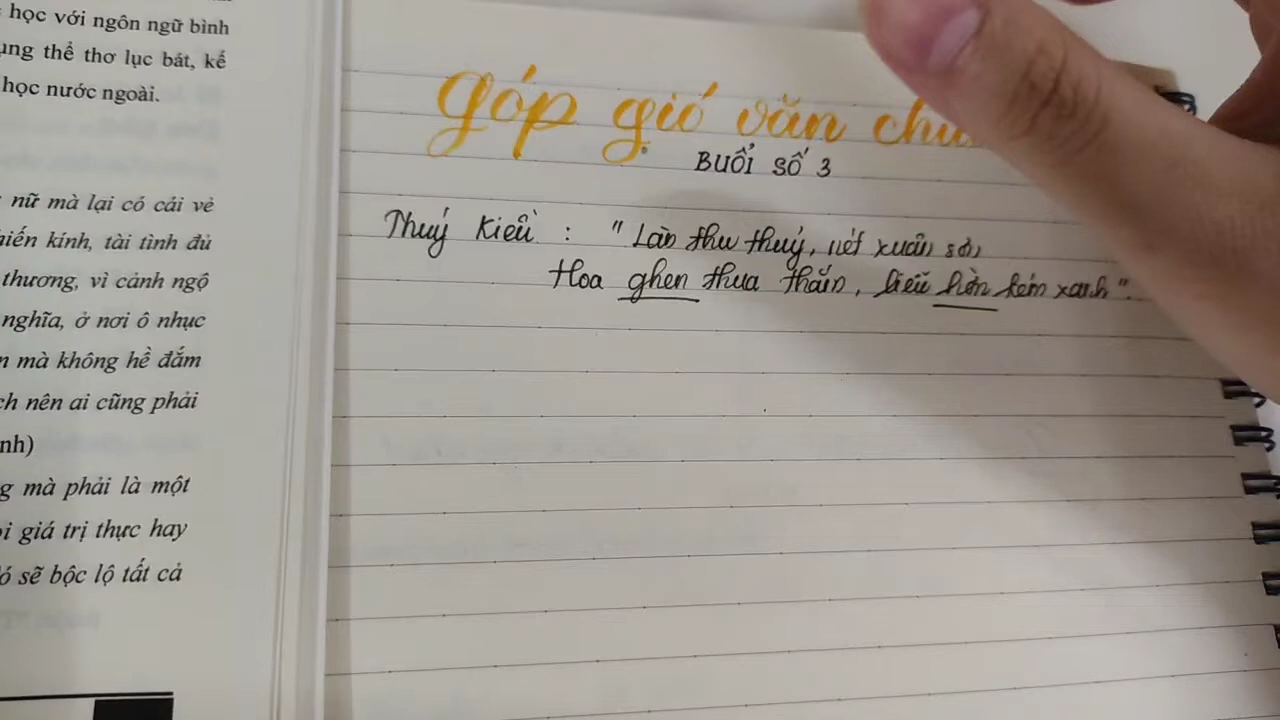 học với ngôn ngữ bình
ụng thể thơ lục bát, kế
học nước ngoài.
nữ mà lại có cái vẻ
hiến kính, tài tình đủ
thương, vì cảnh ngộ
nghĩa, ở nơi ô nhục
n mà không hề đắm
ch nên ai cũng phải
nh)
g mà phải là một
ọi giá trị thực hay
ó sẽ bộc lộ tất cả
góp gió văn chư
BUỔI SỐ 3
Thuý Kiều : "Làn thu thuỷ, nét xuân sơn
Hoa ghen thua thắm, liễu hờn kém xanh".